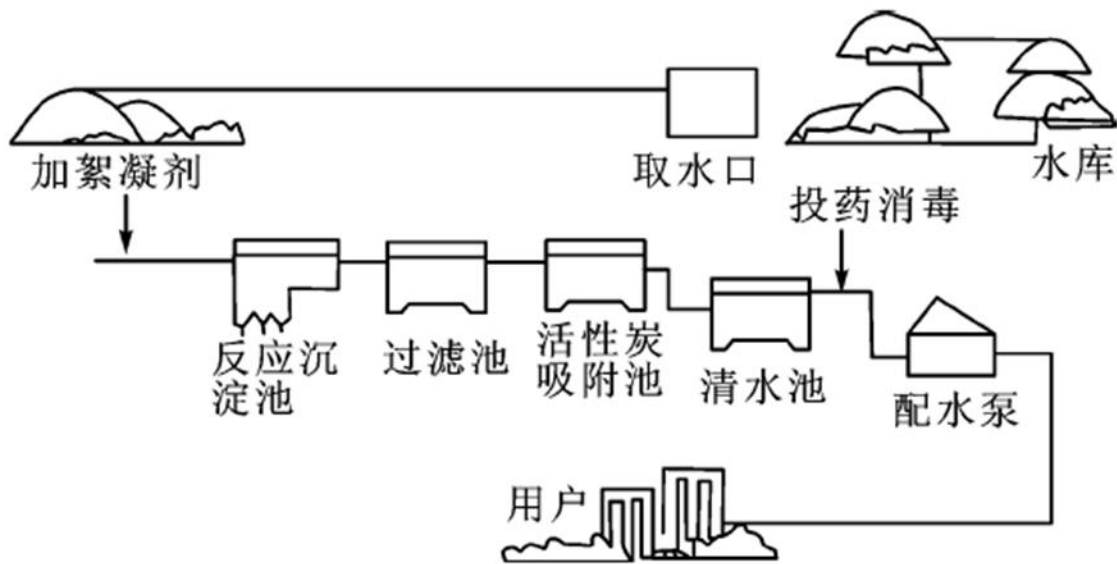 加絮凝剂
取水口
水库
投药消毒
反应沉
淀池
过滤池
活性炭
吸附池
清水池
配水泵
用户